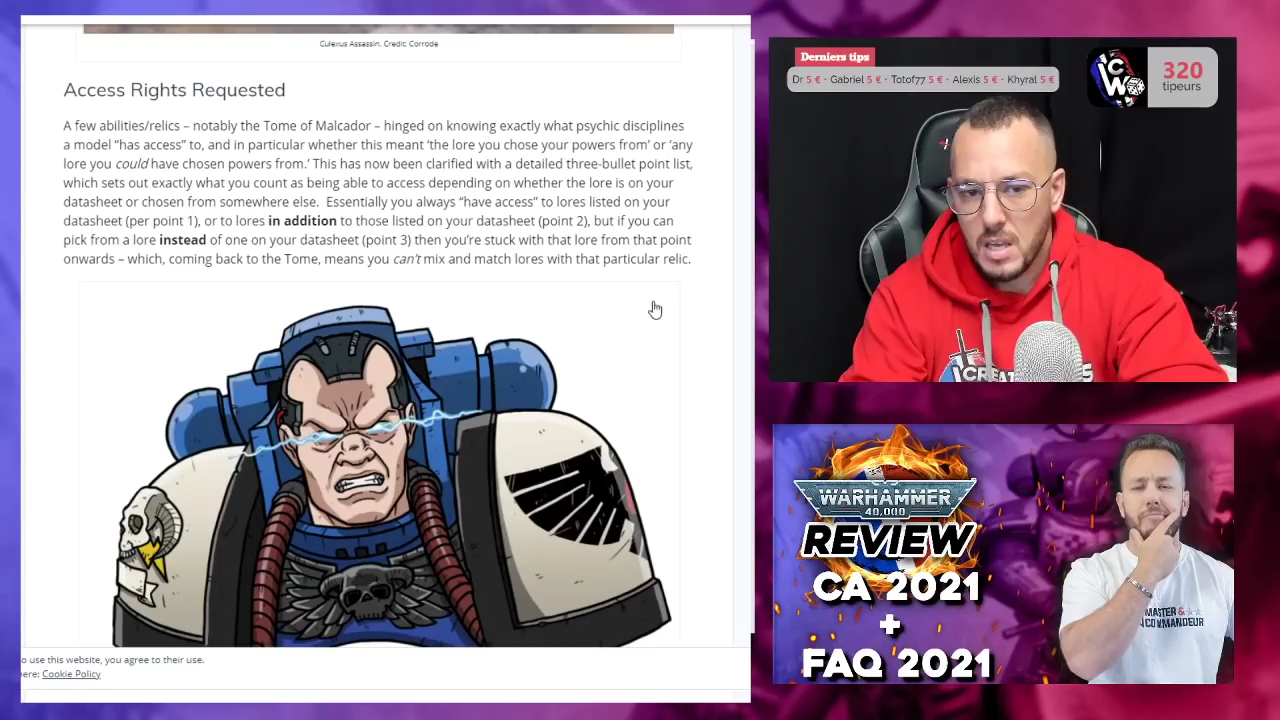 Culexus Assassin. Credit: Corrode
Access Rights Requested
A few abilities/relics – notably the Tome of Malcador – hinged on knowing exactly what psychic disciplines
a model “has access” to, and in particular whether this meant ‘the lore you chose your powers from’ or ‘any
lore you could have chosen powers from.’ This has now been clarified with a detailed three-bullet point list,
which sets out exactly what you count as being able to access depending on whether the lore is on your
datasheet or chosen from somewhere else.  Essentially you always “have access” to lores listed on your
datasheet (per point 1), or to lores in addition to those listed on your datasheet (point 2), but if you can
pick from a lore instead of one on your datasheet (point 3) then you’re stuck with that lore from that point
onwards – which, coming back to the Tome, means you can’t mix and match lores with that particular relic.
o use this website, you agree to their use.
ere: Cookie Policy
Derniers tips
Dr 5 € · Gabriel 5 € · Totof77 5 € · Alexis 5 € · Khyral 5 €
CW
320
tipeurs
WARHAMMER
40,000
REVIEW
CA 2021
+
FAQ 2021
MASTER &
N COMMANDEUR